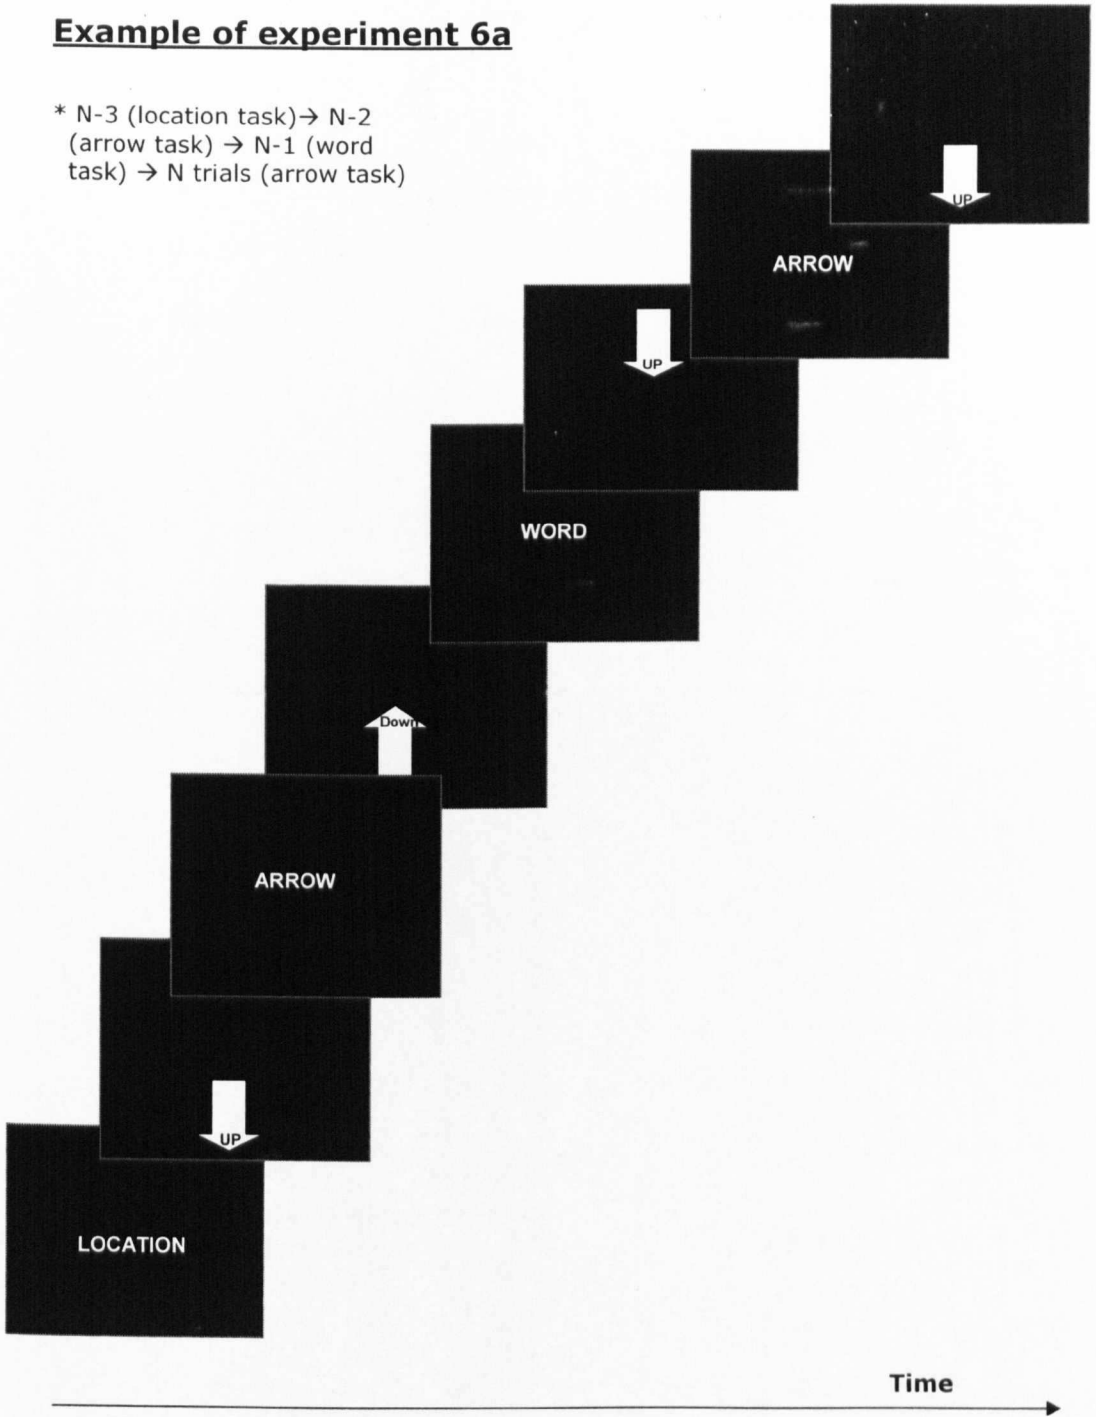 Example of experiment 6a
* N-3 (location task)→ N-2
(arrow task) → N-1 (word
task) → N trials (arrow task)
UP
ARROW
UP
WORD
Down
ARROW
UP
LOCATION
Time